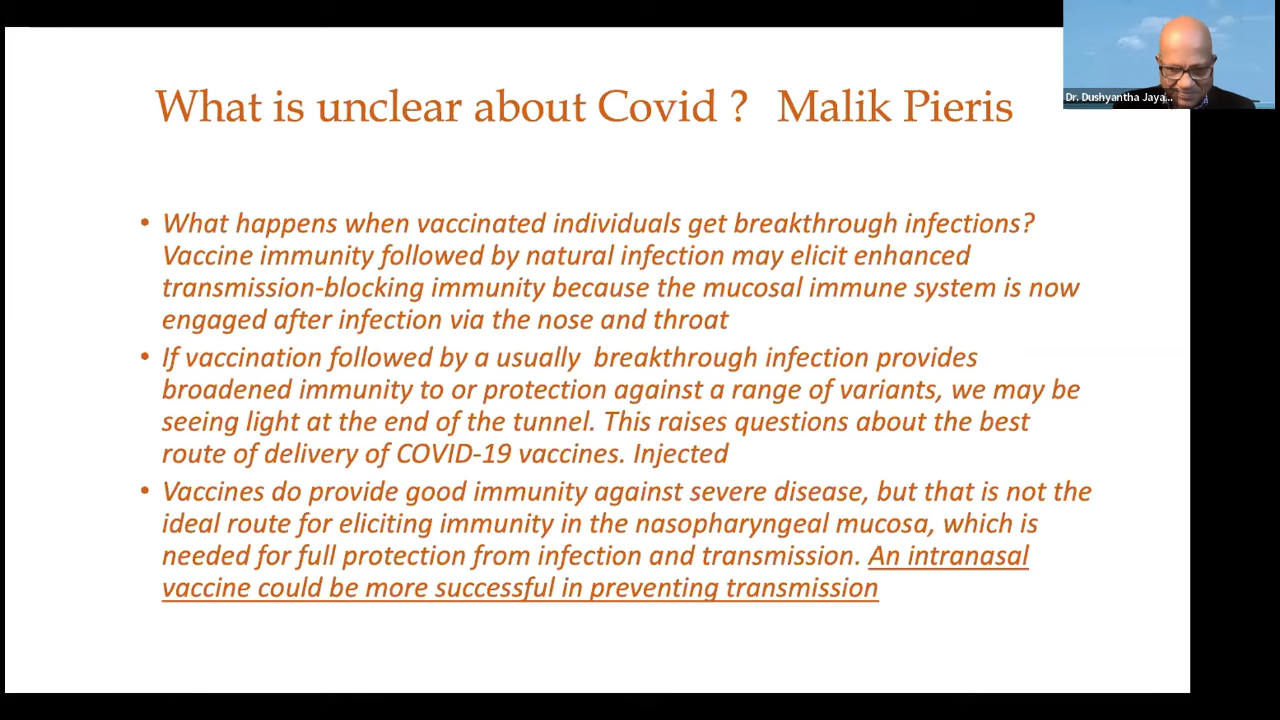 What is unclear about Covid ? Malik Pieris
Dr. Dushyantha Jaya...
• What happens when vaccinated individuals get breakthrough infections?
Vaccine immunity followed by natural infection may elicit enhanced
transmission-blocking immunity because the mucosal immune system is now
engaged after infection via the nose and throat
• If vaccination followed by a usually breakthrough infection provides
broadened immunity to or protection against a range of variants, we may be
seeing light at the end of the tunnel. This raises questions about the best
route of delivery of COVID-19 vaccines. Injected
• Vaccines do provide good immunity against severe disease, but that is not the
ideal route for eliciting immunity in the nasopharyngeal mucosa, which is
needed for full protection from infection and transmission. An intranasal
vaccine could be more successful in preventing transmission